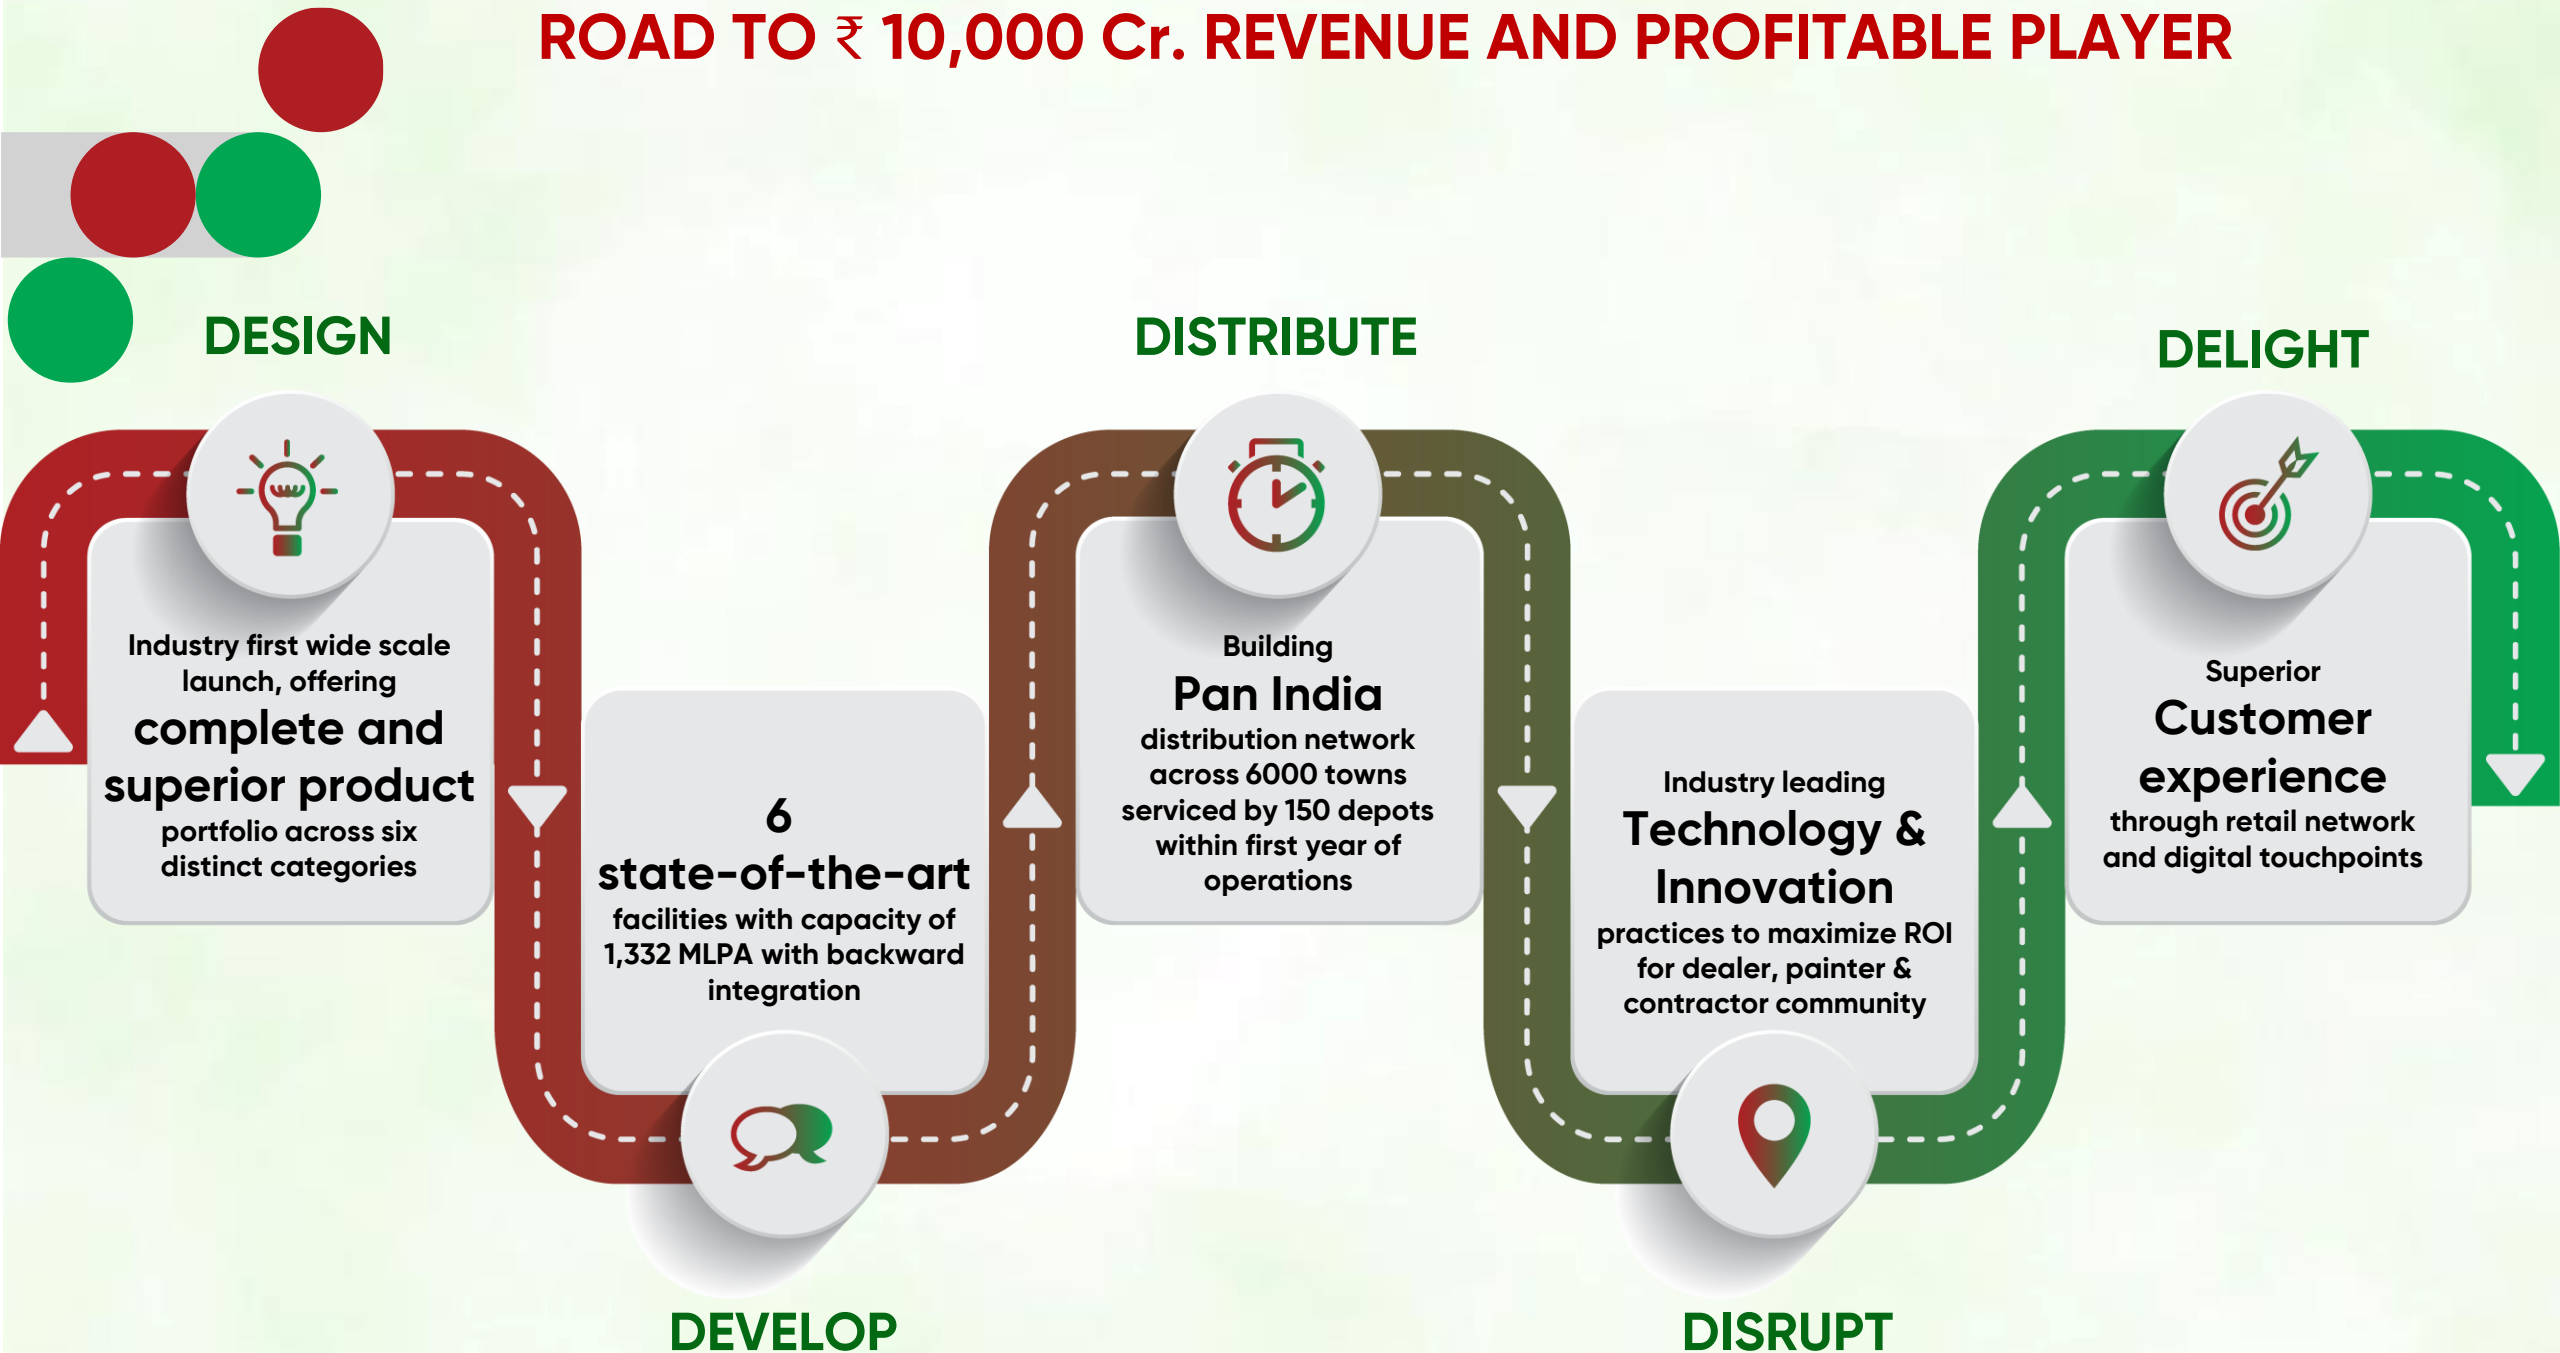 ROAD TO ₹ 10,000 Cr. REVENUE AND PROFITABLE PLAYER
DESIGN
Industry first wide scale
launch, offering
complete and
superior product
portfolio across six
distinct categories
6
state-of-the-art
facilities with capacity of
1,332 MLPA with backward
integration
DEVELOP
DISTRIBUTE
Building
Pan India
distribution network
across 6000 towns
serviced by 150 depots
within first year of
operations
Industry leading
Technology &
Innovation
practices to maximize ROI
for dealer, painter &
contractor community
DISRUPT
DELIGHT
Superior
Customer
experience
through retail network
and digital touchpoints